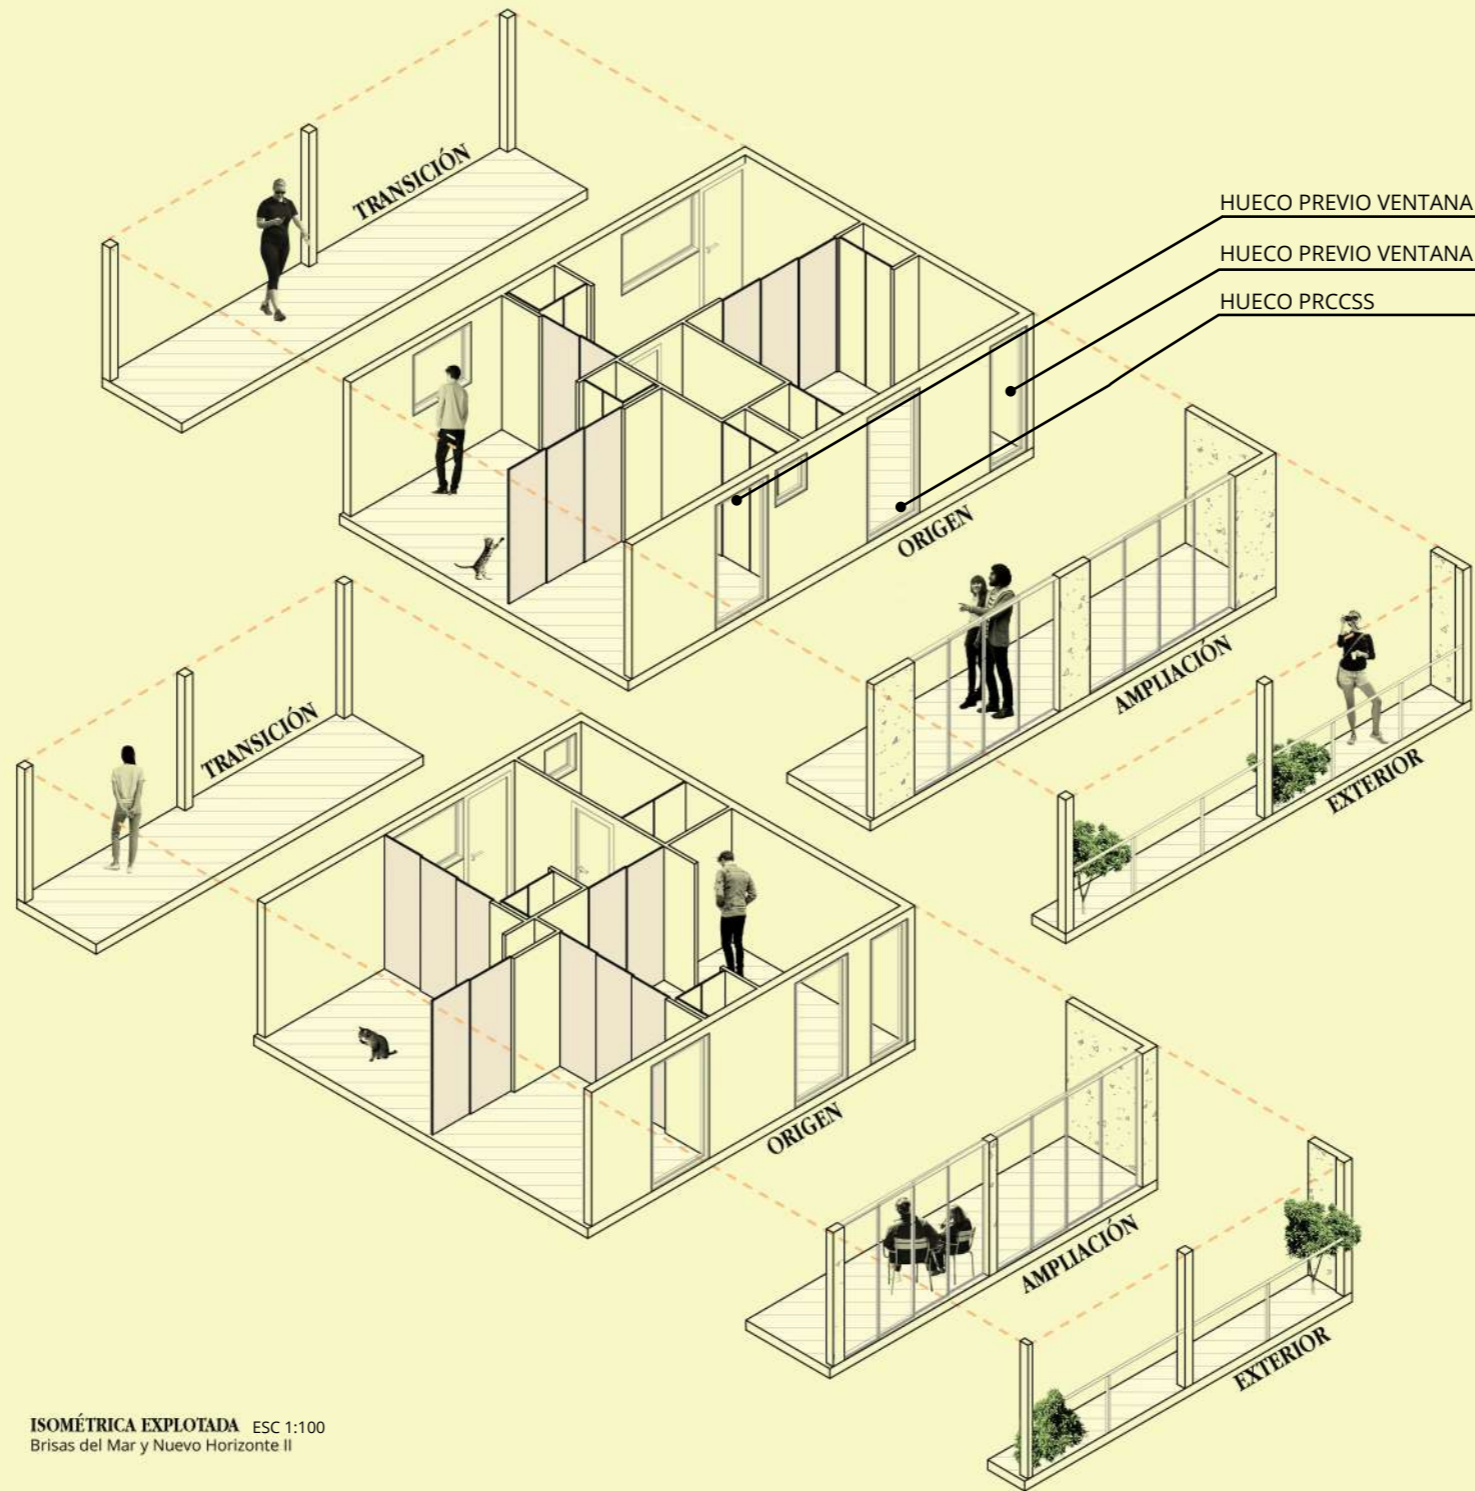 TRANSICIÓN
HUECO PREVIO VENTANA
HUECO PREVIO VENTANA
HUECO PRCCSS
ORIGEN
AMPLIACIÓN
EXTERIOR
TRANSICIÓN
ORIGEN
AMPLIACIÓN
EXTERIOR
ISOMÉTRICA EXPLOTADA ESC 1:100
Brisas del Mar y Nuevo Horizonte II